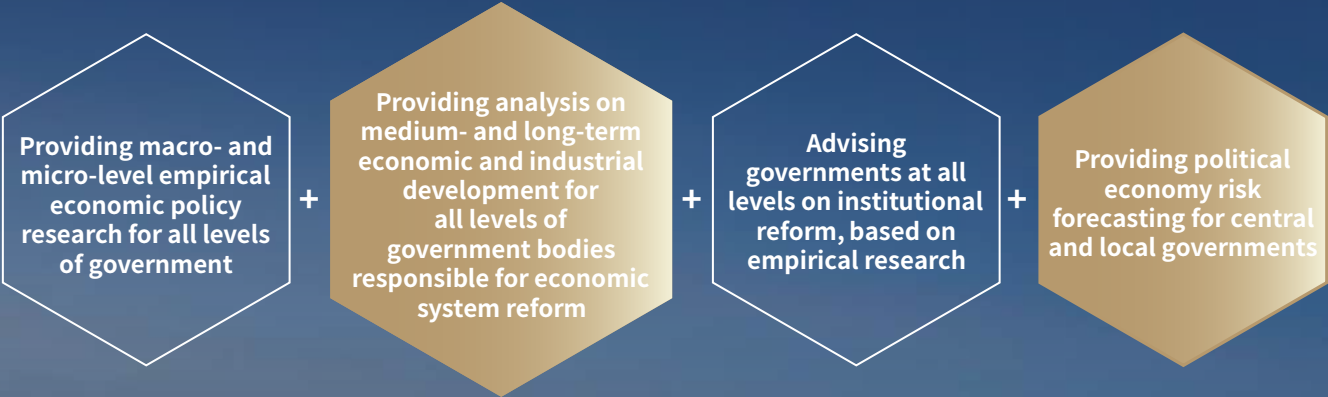 Providing macro- and
micro-level empirical
economic policy
research for all levels
of government
+
Providing analysis on
medium- and long-term
economic and industrial
development for
all levels of
government bodies
responsible for economic
system reform
+
Advising
governments at all
levels on institutional
reform, based on
empirical research
+
Providing political
economy risk
forecasting for central
and local governments